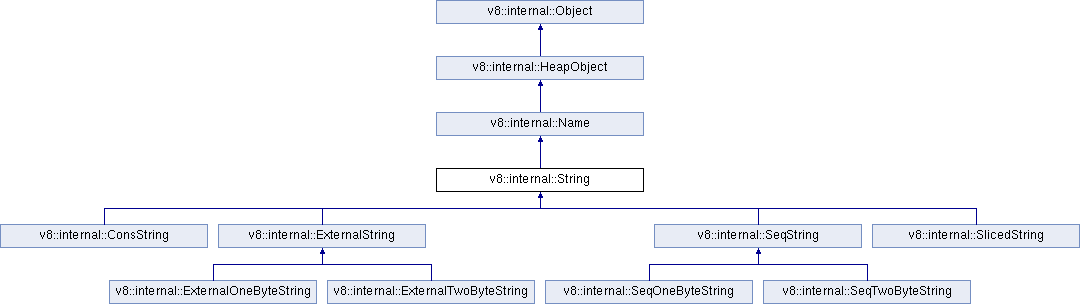 v8::internal::Object
v8::internal::HeapObject
v8::internal::Name
v8::internal::String
v8::internal::ConsString
v8::internal::ExternalString
v8::internal::SeqString
v8::internal::SlicedString
v8::internal::ExternalOneByteString
v8::internal::ExternalTwoByteString
v8::internal::SeqOneByteString
v8::internal::SeqTwoByteString